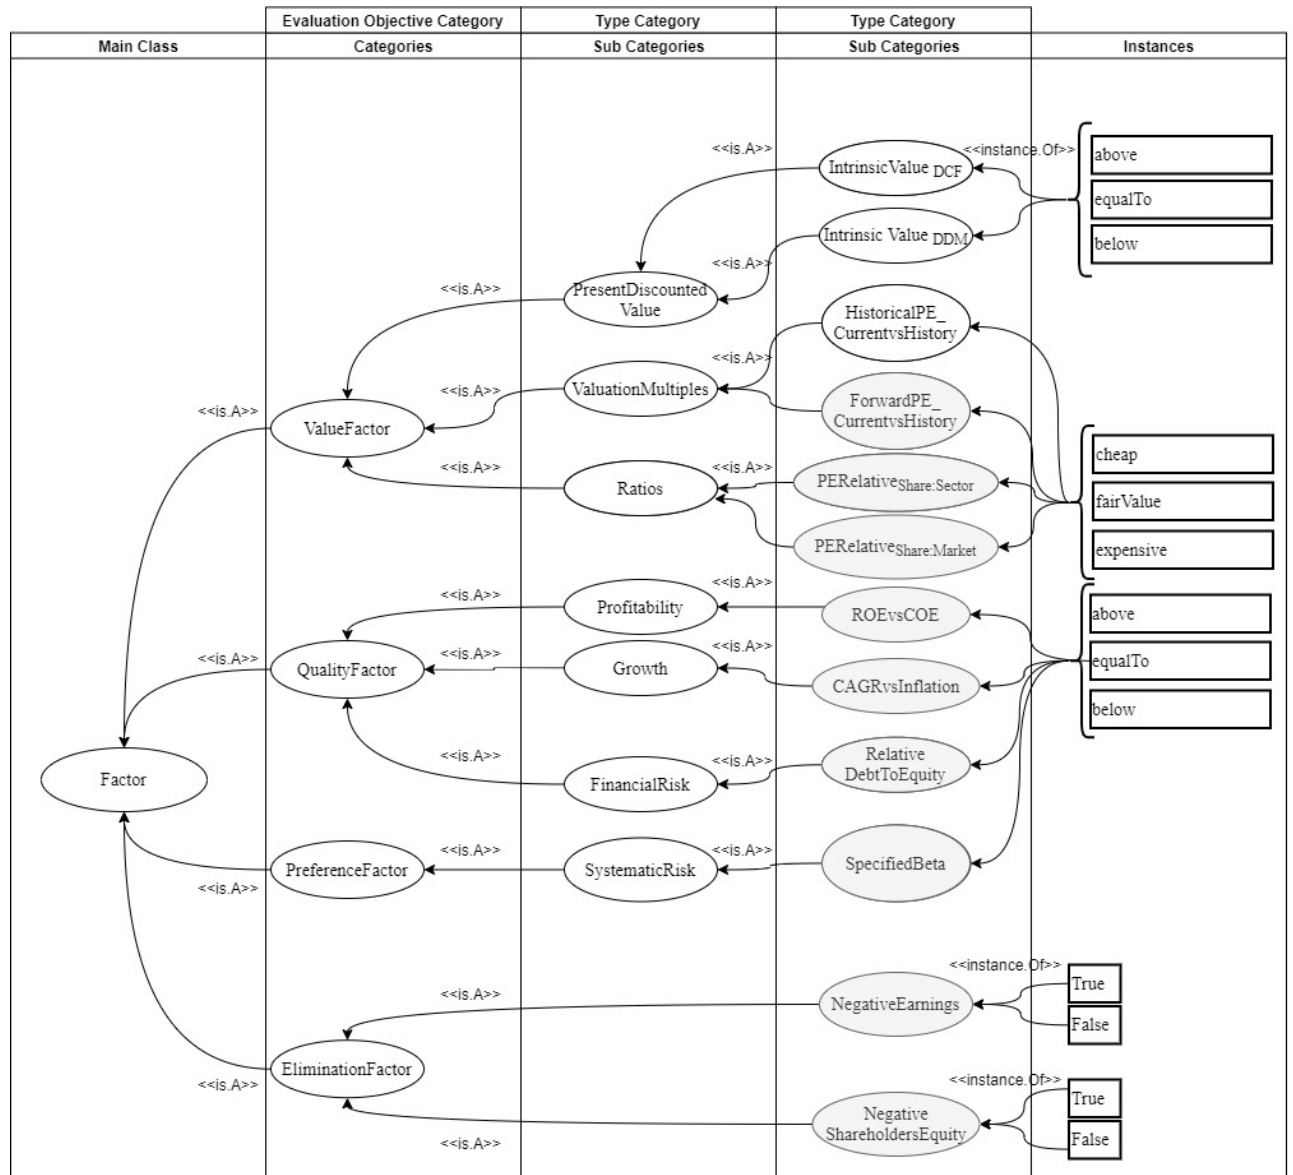 Evaluation Objective Category
Type Category
Type Category
Main Class
Categories
Sub Categories
Sub Categories
Instances
<<is.A>>
IntrinsicValue DCF
<<instance.Of>>
above
equalTo
below
Intrinsic Value DDM
<<is.A>>
<<is.A>>
PresentDiscounted
Value
HistoricalPE_
CurrentvsHistory
<<is.A>>
<<is.A>>
ValuationMultiples
ForwardPE_
CurrentvsHistory
<<is.A>>
ValueFactor
cheap
<<is.A>>
<<is.A>>
Ratios
PERelativeShare:Sector
fairValue
PERelativeShare:Market
expensive
<<is.A>>
<<is.A>>
Profitability
ROEvsCOE
above
<<is.A>>
<<is.A>>
<<is.A>>
QualityFactor
Growth
CAGRvsInflation
equalTo
below
Factor
<<is.A>>
FinancialRisk
Relative
DebtToEquity
<<is.A>>
<<is.A>>
PreferenceFactor
SystematicRisk
SpecifiedBeta
<<is.A>>
<<instance.Of>>
<<is.A>>
NegativeEarnings
True
False
EliminationFactor
<<is.A>>
<<instance.Of>>
True
Negative
ShareholdersEquity
False
<<is.A>>